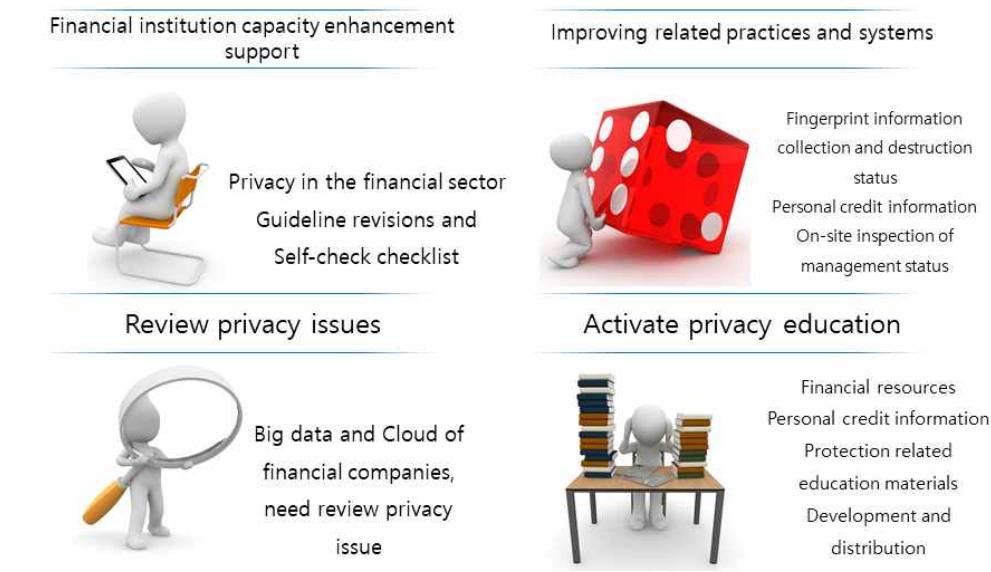 Financial institution capacity enhancement
support
Privacy in the financial sector
Guideline revisions and
Self-check checklist
Improving related practices and systems
Fingerprint information
collection and destruction
status
Personal credit information
On-site inspection of
management status
Review privacy issues
Big data and Cloud of
financial companies,
need review privacy
issue
Activate privacy education
Financial resources
Personal credit information
Protection related
education materials
Development and
distribution